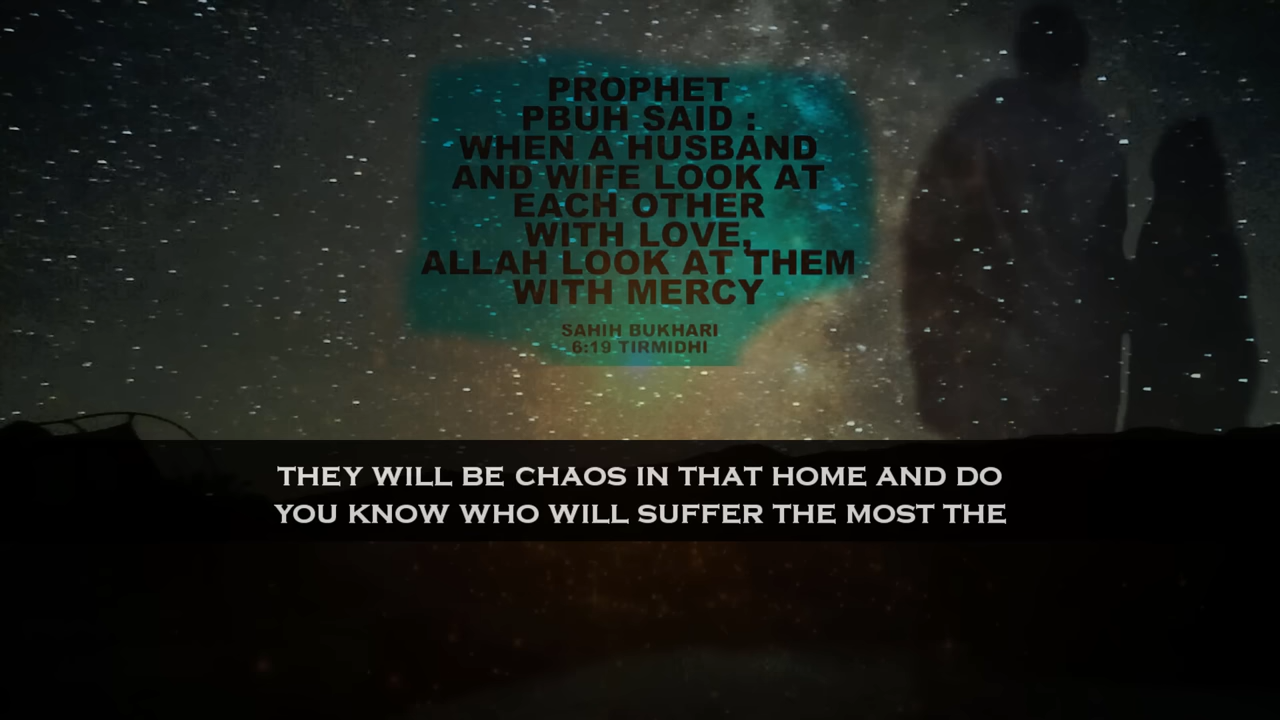 PROPHET
PBUH SAID :
WHEN A HUSBAND
AND WIFE LOOK AT
EACH OTHER
WITH LOVE,
ALLAH LOOK AT THEM
WITH MERCY
SAHIH BUKHARI
6:19 TIRMIDHI
THEY WILL BE CHAOS IN THAT HOME AND DO
YOU KNOW WHO WILL SUFFER THE MOST THE